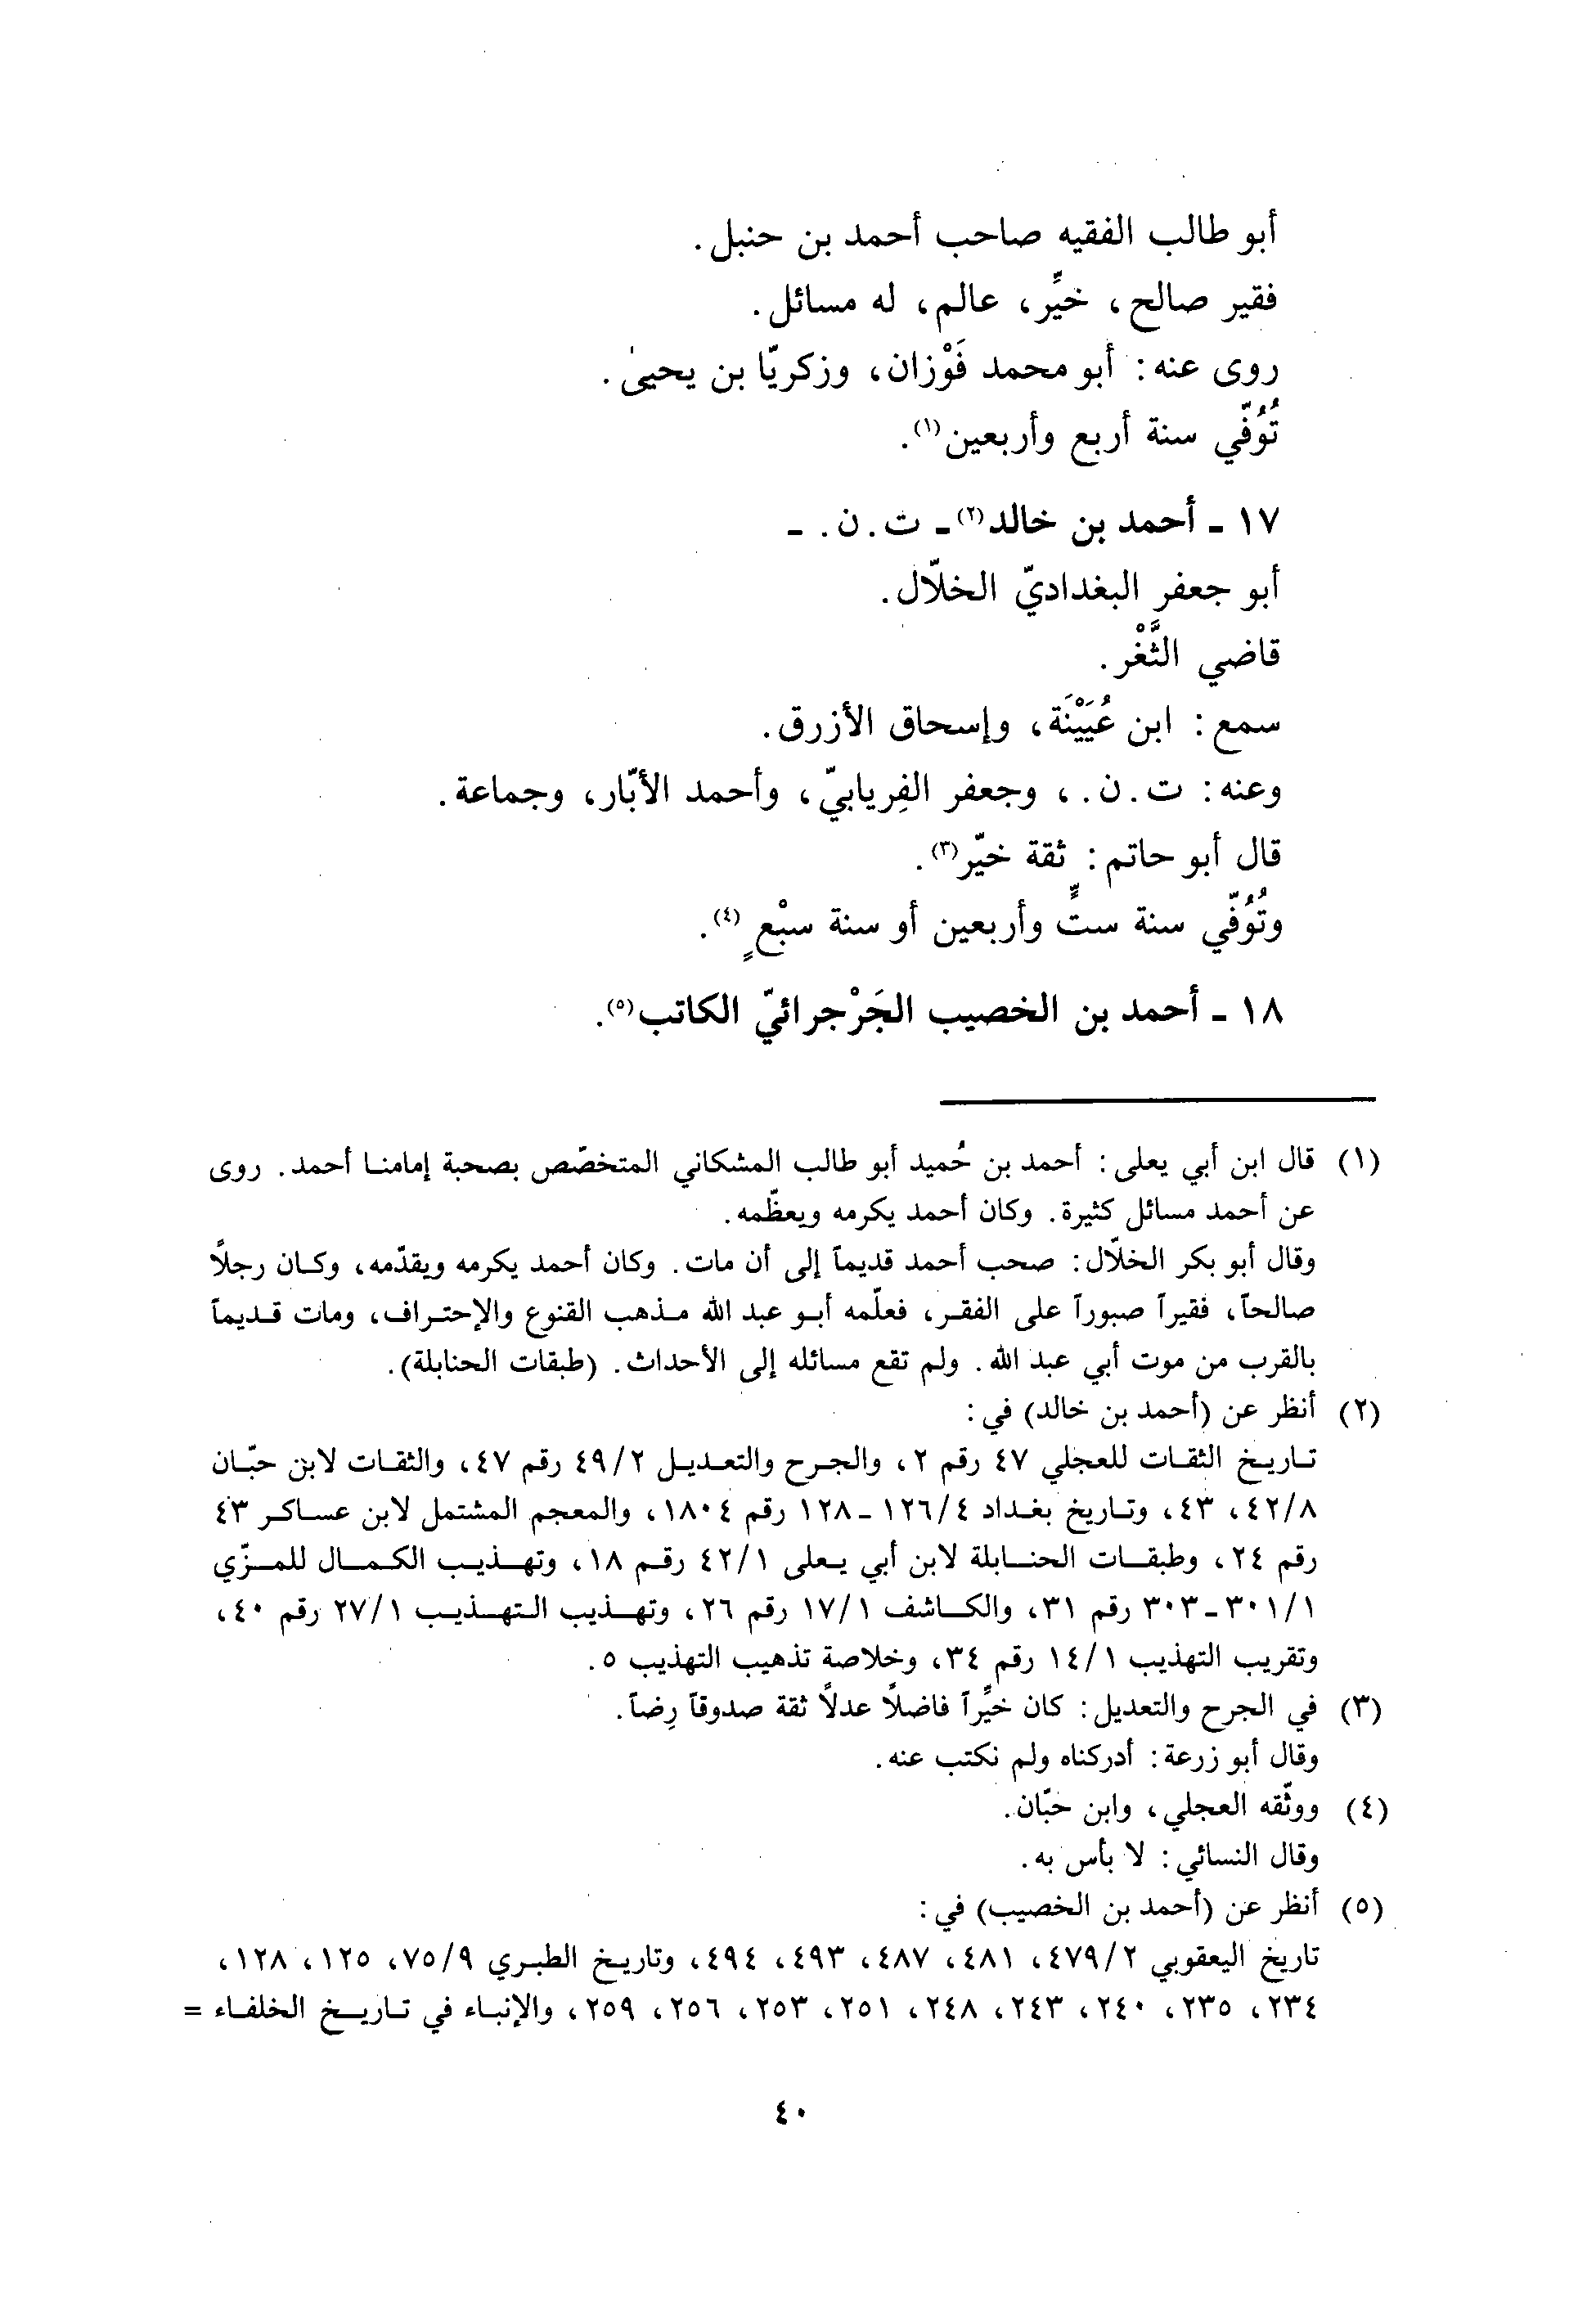 أبو طالب الفقيه صاحب أحمد بن حنبل.
فقير صالح، خيِّر، عالم، له مسائل.
روى عنه: أبو محمد فَوْزان، وزكريّا بن يحيىٰ.
تُوُفّي سنة أربع وأربعين(١).
١٧ ـ أحمد بن خالد(٢) ـ ت. ن. ـ
أبو جعفر البغداديّ الخلّال.
قاضي الثَّغْر.
سمع: ابن عُيَيْنَة، وإسحاق الأزرق.
وعنه: ت. ن.، وجعفر الفِريابيّ، وأحمد الأبّار، وجماعة.
قال أبو حاتم: ثقة خيّر(٣).
وتُوُفّي سنة ستٍّ وأربعين أو سنة سبْعٍ(٤).
١٨ ـ أحمد بن الخصيب الجَرْجرائيّ الكاتب(٥).
(١) قال ابن أبي يعلى: أحمد بن حُميد أبو طالب المشكاني المتخصّص بصحبة إمامنا أحمد. روى
عن أحمد مسائل كثيرة. وكان أحمد يكرمه ويعظّمه.
وقال أبو بكر الخلّال: صحب أحمد قديماً إلى أن مات. وكان أحمد يكرمه ويقدّمه، وكان رجلاً
صالحاً، فقيراً صبوراً على الفقر، فعلّمه أبو عبد الله مذهب القنوع والإحتراف، ومات قديماً
بالقرب من موت أبي عبد الله. ولم تقع مسائله إلى الأحداث. (طبقات الحنابلة).
(٢) أنظر عن (أحمد بن خالد) في:
تاريخ الثقات للعجلي ٤٧ رقم ٢، والجرح والتعديل ٤٩/٢ رقم ٤٧، والثقات لابن حبّان
٤٢/٨، ٤٣، وتاريخ بغداد ١٢٦/٤ ـ ١٢٨ رقم ١٨٠٤، والمعجم المشتمل لابن عساكر ٤٣
رقم ٢٤، وطبقات الحنابلة لابن أبي يعلى ٤٢/١ رقم ١٨، وتهذيب الكمال للمزّي
٣٠١/١ ـ ٣٠٣ رقم ٣١، والكاشف ١٧/١ رقم ٢٦، وتهذيب التهذيب ٢٧/١ رقم ٤٠،
وتقريب التهذيب ١٤/١ رقم ٣٤، وخلاصة تذهيب التهذيب ٥.
(٣) في الجرح والتعديل: كان خيِّراً فاضلاً عدلاً ثقة صدوقاً رِضاً.
وقال أبو زرعة: أدركناه ولم نكتب عنه.
(٤) ووثّقه العجلي، وابن حبّان.
وقال النسائي: لا بأس به.
(٥) أنظر عن (أحمد بن الخصيب) في:
تاريخ اليعقوبي ٤٧٩/٢، ٤٨١، ٤٨٧، ٤٩٣، ٤٩٤، وتاريخ الطبري ٧٥/٩، ١٢٥، ١٢٨،
٢٣٤، ٢٣٥، ٢٤٠، ٢٤٣، ٢٤٨، ٢٥١، ٢٥٣، ٢٥٦، ٢٥٩، والإنباء في تاريخ الخلفاء =
٤٠